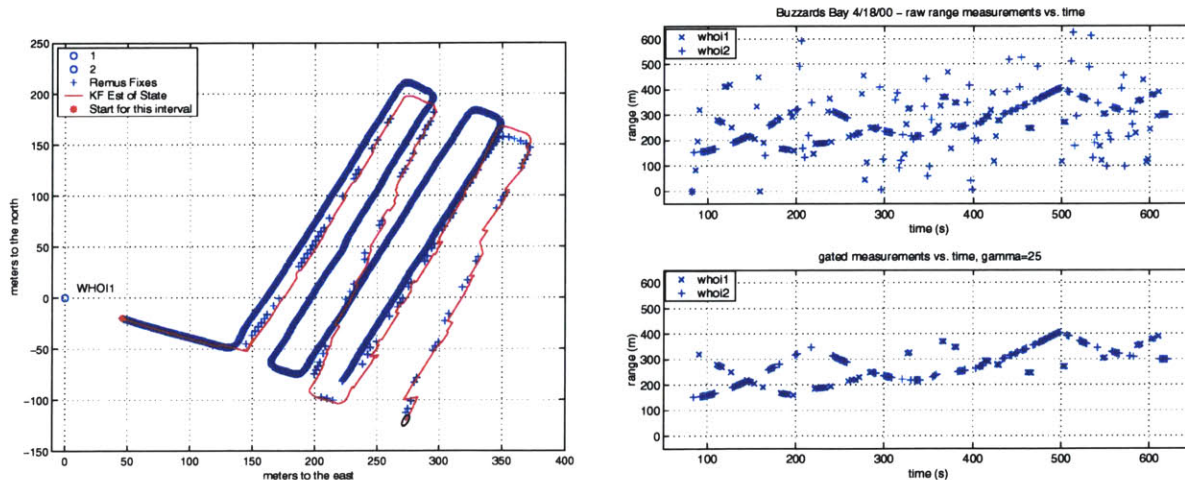 250
200
150
100
50
0
−50
−100
−150
0 50 100 150 200 250 300 350 400
meters to the north
meters to the east
1
2
Remus Fixes
KF Est of State
Start for this interval
WHOI1
Buzzards Bay 4/18/00 − raw range measurements vs. time
whoi1
whoi2
600
500
400
300
200
100
0
range (m)
100 200 300 400 500 600
time (s)
gated measurements vs. time, gamma=25
whoi1
whoi2
600
500
400
300
200
100
0
range (m)
100 200 300 400 500 600
time (s)